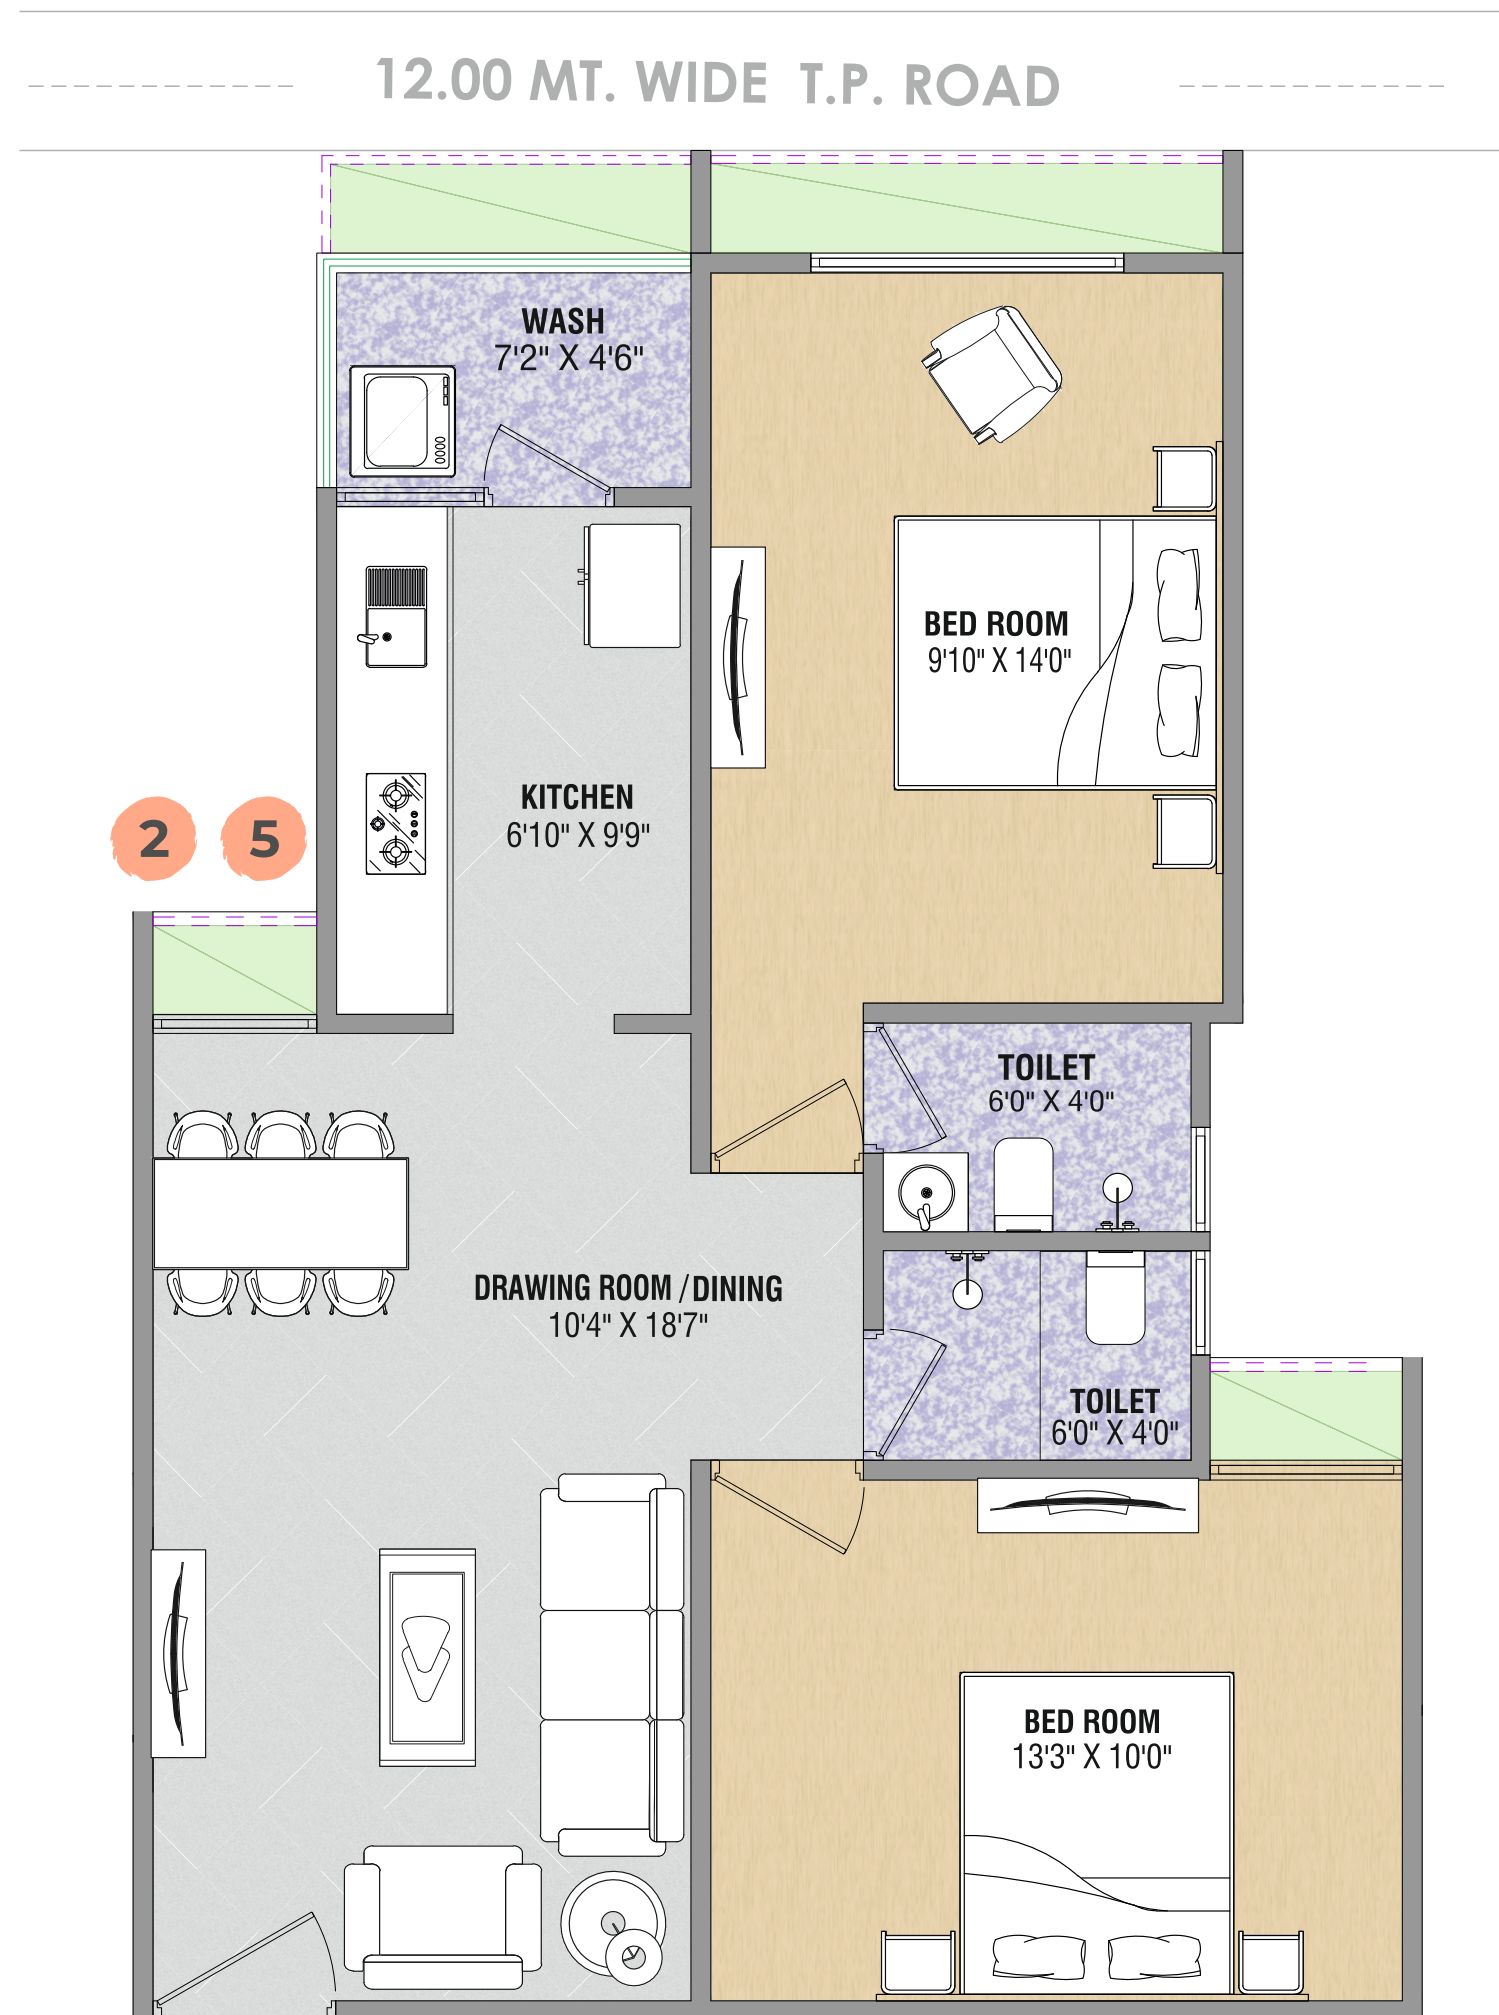 12.00 MT. WIDE T.P. ROAD
WASH
7'2" X 4'6"
BED ROOM
9'10" X 14'0"
KITCHEN
6'10" X 9'9"
2 5
TOILET
6'0" X 4'0"
DRAWING ROOM / DINING
10'4" X 18'7"
TOILET
6'0" X 4'0"
BED ROOM
13'3" X 10'0"